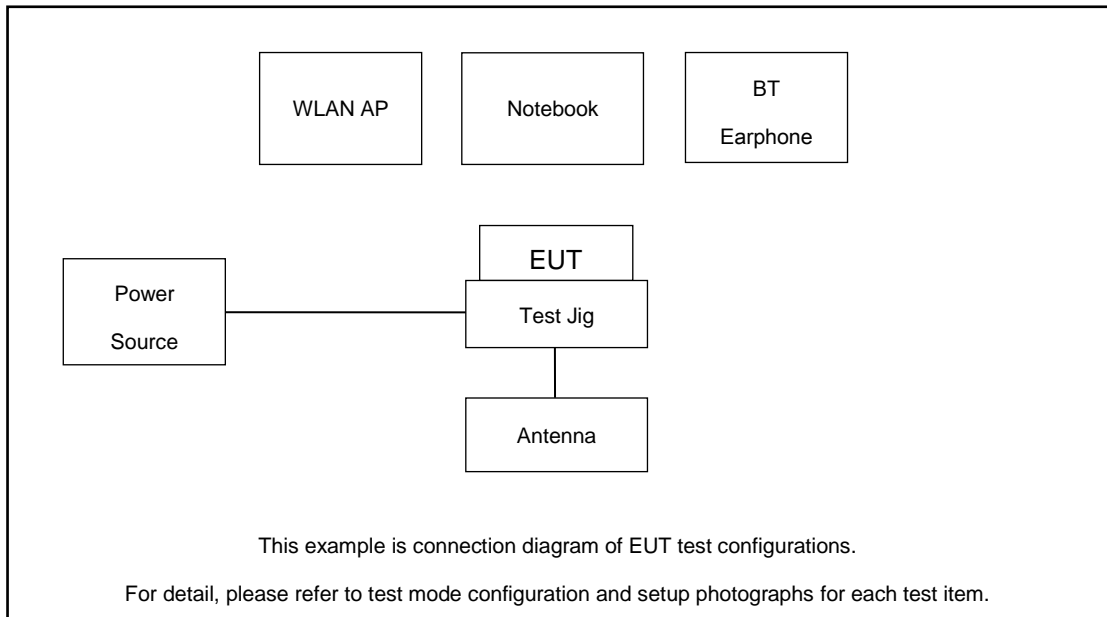 WLAN AP
Notebook
BT
Earphone
EUT
Power
Source
Test Jig
Antenna
This example is connection diagram of EUT test configurations.
For detail, please refer to test mode configuration and setup photographs for each test item.